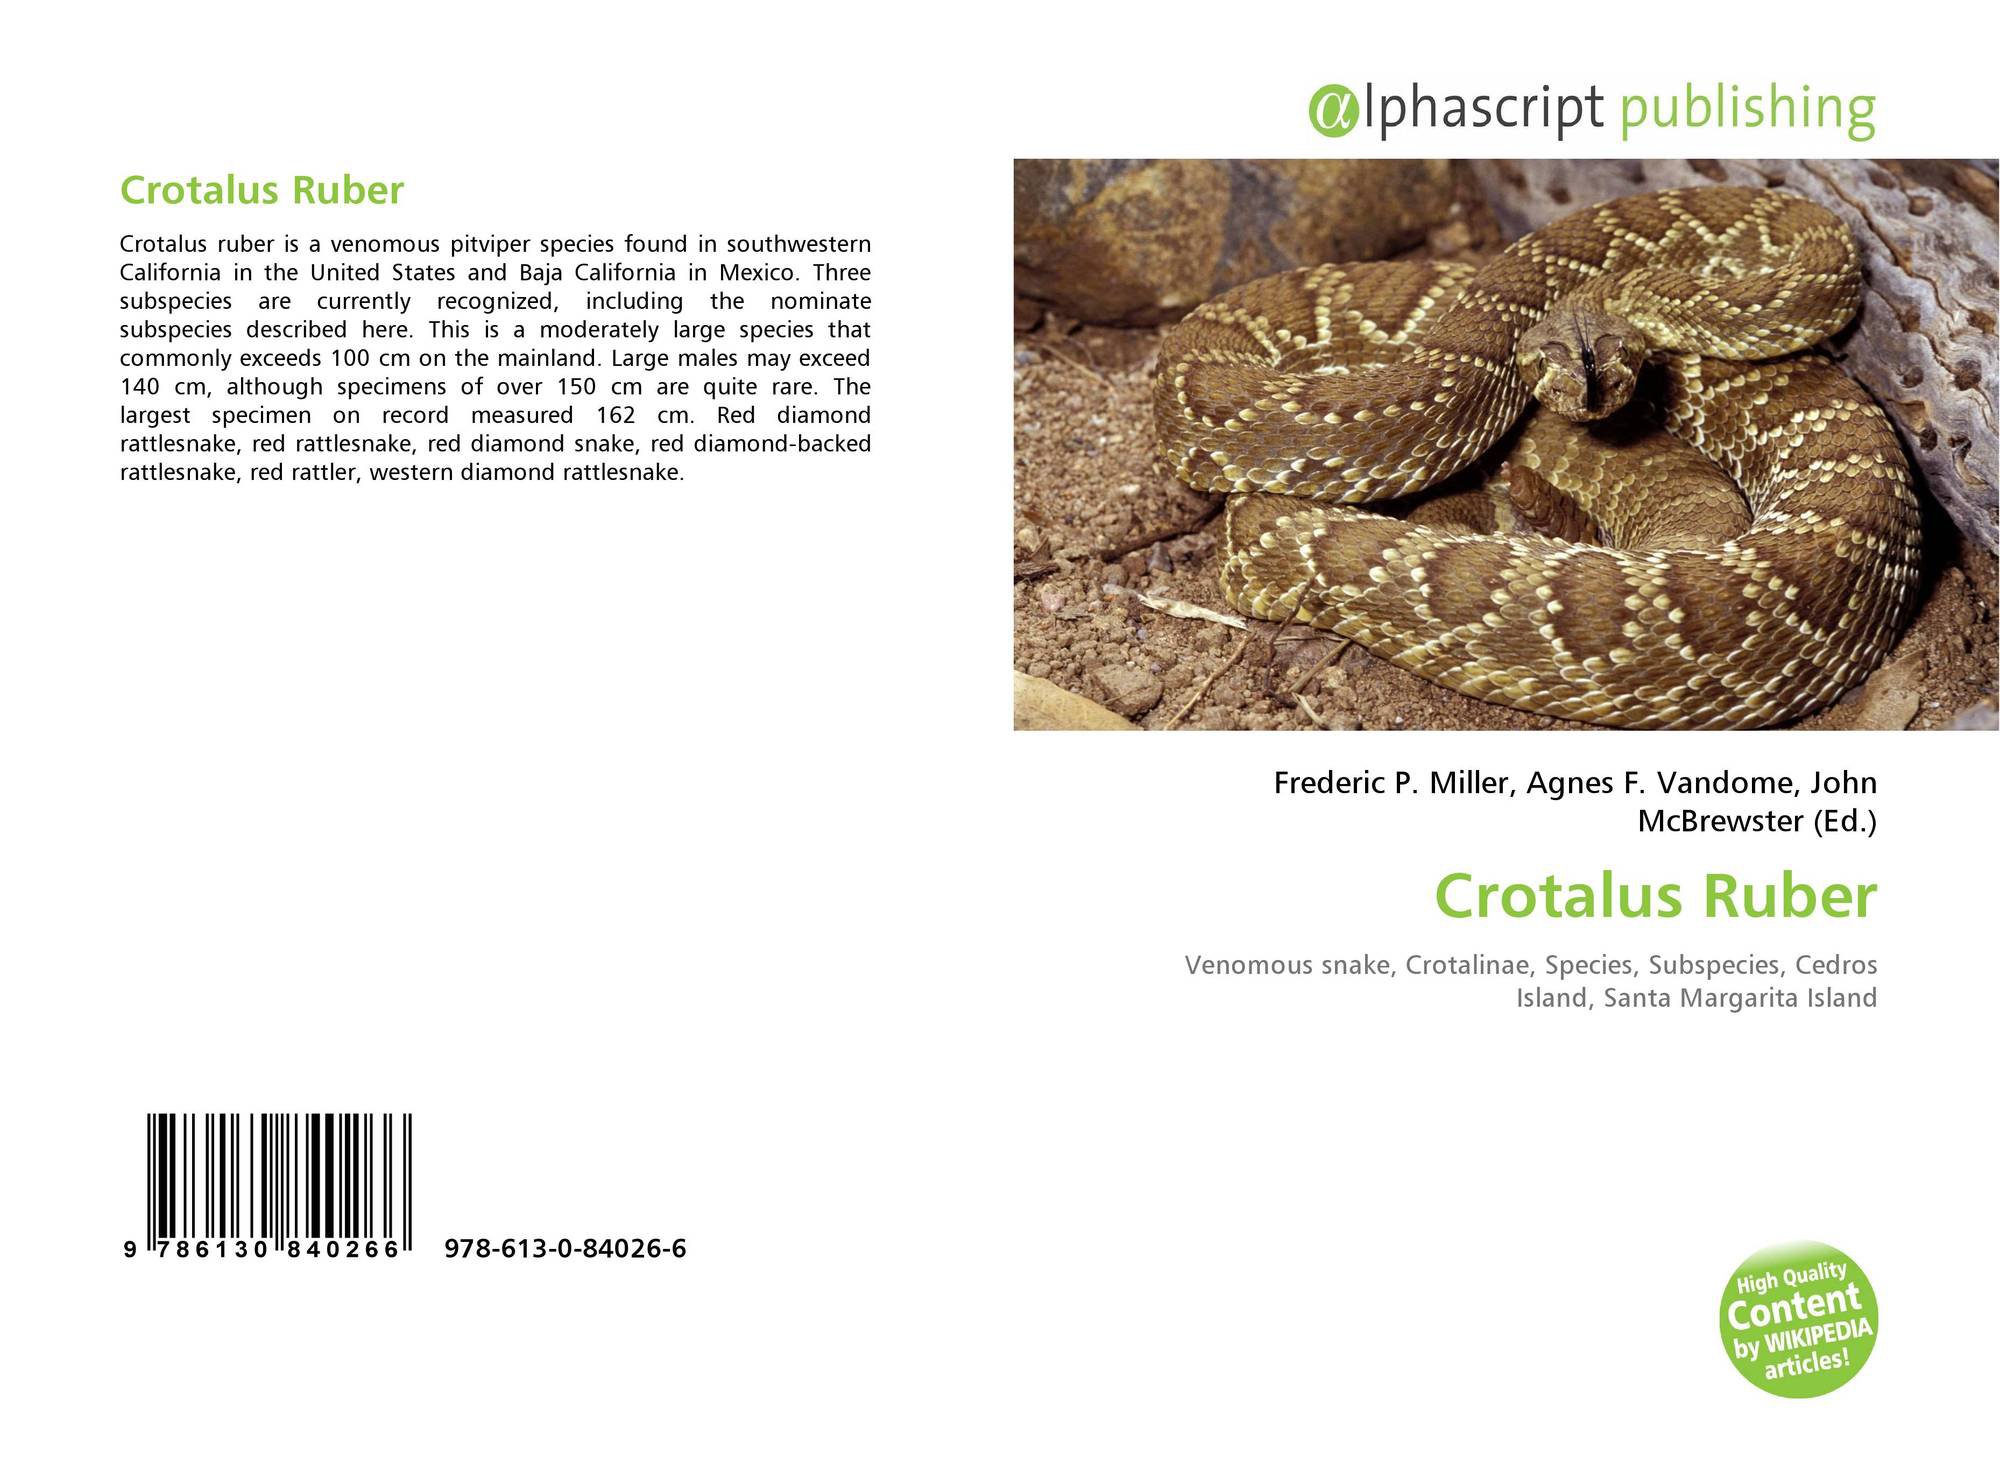 Crotalus Ruber
Crotalus ruber is a venomous pitviper species found in southwestern
California in the United States and Baja California in Mexico. Three
subspecies are currently recognized, including the nominate
subspecies described here. This is a moderately large species that
commonly exceeds 100 cm on the mainland. Large males may exceed
140 cm, although specimens of over 150 cm are quite rare. The
largest specimen on record measured 162 cm. Red diamond
rattlesnake, red rattlesnake, red diamond snake, red diamond-backed
rattlesnake, red rattler, western diamond rattlesnake.
9 786130 840266
978-613-0-84026-6
αlphascript publishing
Frederic P. Miller, Agnes F. Vandome, John
McBrewster (Ed.)
Crotalus Ruber
Venomous snake, Crotalinae, Species, Subspecies, Cedros
Island, Santa Margarita Island
High Quality
Content
by WIKIPEDIA
articles!